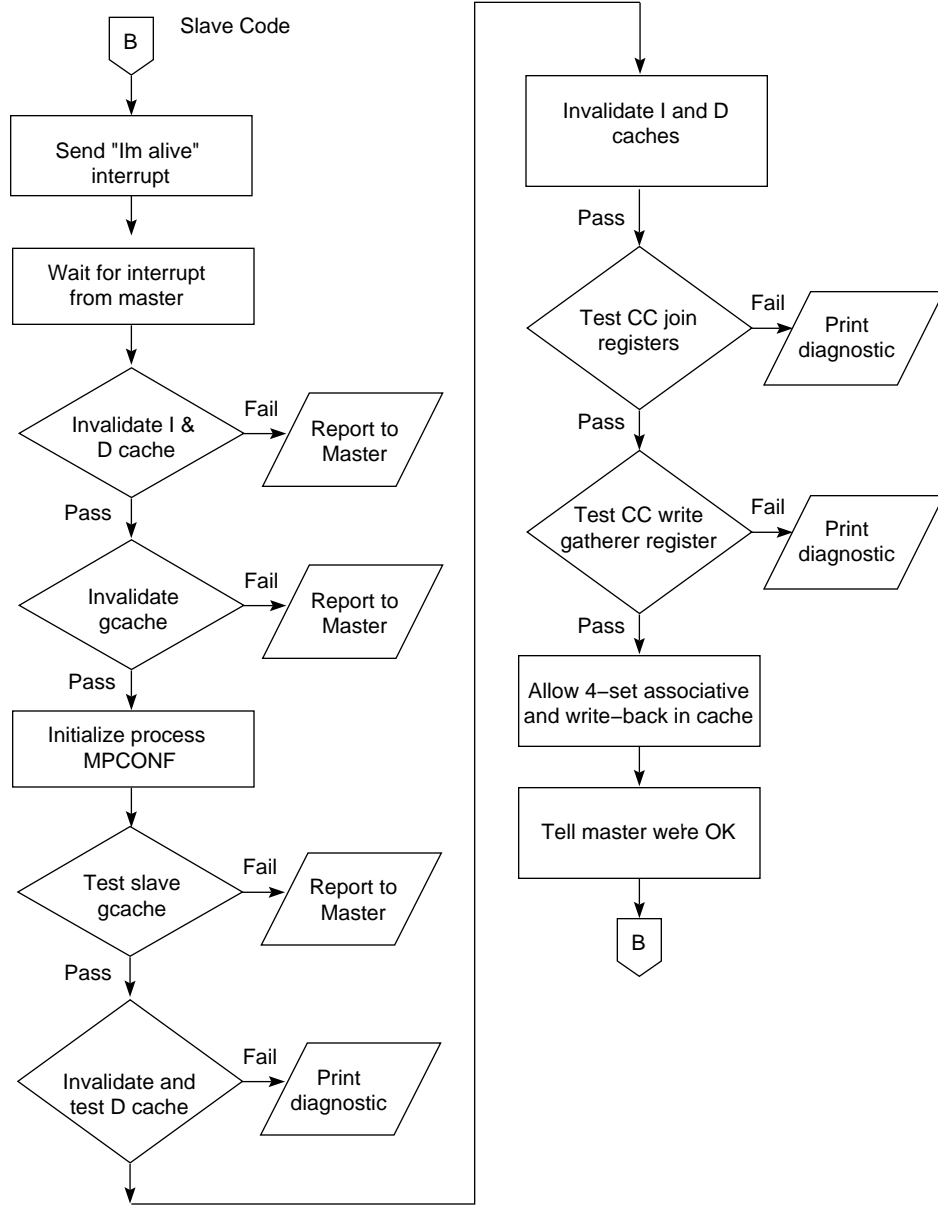 B
Slave Code
Send "Im alive"
interrupt
Wait for interrupt
from master
Invalidate I &
D cache
Fail
Report to
Master
Pass
Invalidate
gcache
Fail
Report to
Master
Pass
Initialize process
MPCONF
Test slave
gcache
Fail
Report to
Master
Pass
Invalidate and
test D cache
Fail
Print
diagnostic
Invalidate I and D
caches
Pass
Test CC join
registers
Fail
Print
diagnostic
Pass
Test CC write
gatherer register
Fail
Print
diagnostic
Pass
Allow 4−set associative
and write−back in cache
Tell master we're OK
B